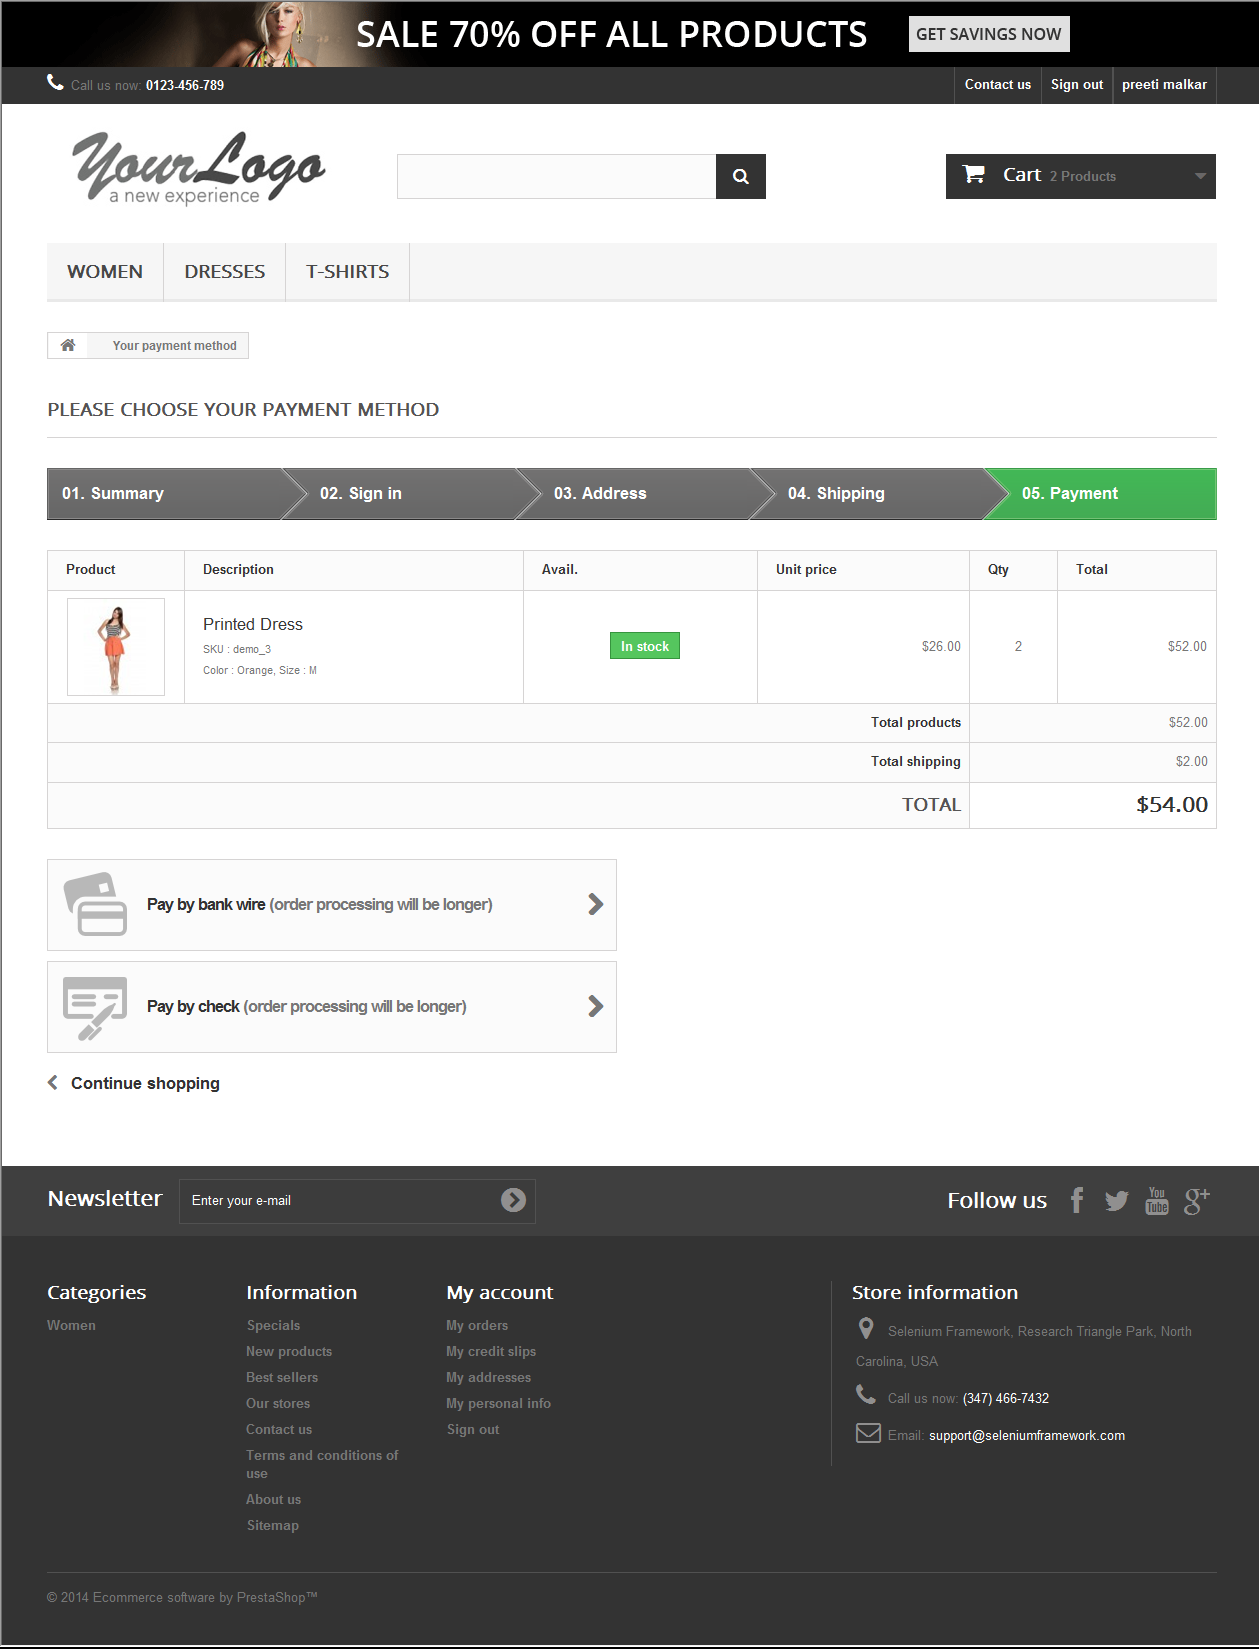 SALE 70% OFF ALL PRODUCTS GET SAVINGS NOW
Call us now: 0123-456-789 Contact us Sign out preeti malkar
YourLogo
a new experience
Cart 2 Products
WOMEN DRESSES T-SHIRTS
Your payment method
PLEASE CHOOSE YOUR PAYMENT METHOD
01. Summary 02. Sign in 03. Address 04. Shipping 05. Payment
Product Description Avail. Unit price Qty Total
Printed Dress
SKU : demo_3
Color : Orange, Size : M
In stock $26.00 2 $52.00
Total products $52.00
Total shipping $2.00
TOTAL $54.00
Pay by bank wire (order processing will be longer)
Pay by check (order processing will be longer)
Continue shopping
Newsletter Enter your e-mail Follow us f You Tube g+
Categories
Women
Information
Specials
New products
Best sellers
Our stores
Contact us
Terms and conditions of
use
About us
Sitemap
My account
My orders
My credit slips
My addresses
My personal info
Sign out
Store information
Selenium Framework, Research Triangle Park, North
Carolina, USA
Call us now: (347) 466-7432
Email: support@seleniumframework.com
© 2014 Ecommerce software by PrestaShop™